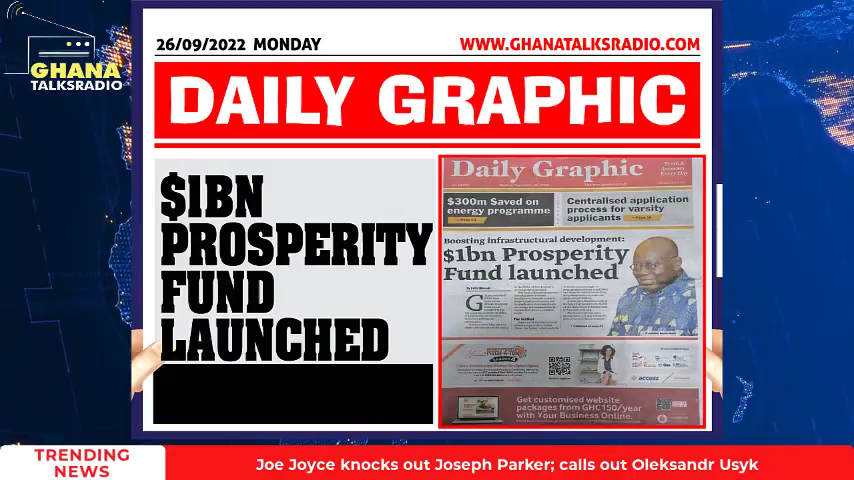 GHANA
TALKSRADIO
26/09/2022 MONDAY
WWW.GHANATALKSRADIO.COM
DAILY GRAPHIC
$1BN
PROSPERITY
FUND
LAUNCHED
Daily Graphic
$300m Saved on
energy programme
Centralised application
process for varsity
applicants
Boosting infrastructural development:
$1bn Prosperity
Fund launched
access
Get customised website
packages from GHC150/year
with Your Business Online.
TRENDING
NEWS
Joe Joyce knocks out Joseph Parker; calls out Oleksandr Usyk